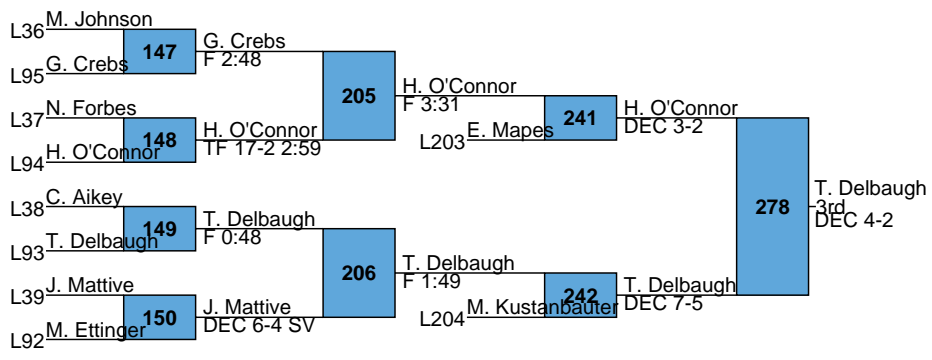 L36 M. Johnson
147
L95 G. Crebs
G. Crebs
F 2:48
205
L37 N. Forbes
148
L94 H. O'Connor
H. O'Connor
TF 17-2 2:59
H. O'Connor
F 3:31
241
L203 E. Mapes
H. O'Connor
DEC 3-2
L38 C. Aikey
149
L93 T. Delbaugh
T. Delbaugh
F 0:48
206
L39 J. Mattive
150
L92 M. Ettinger
J. Mattive
DEC 6-4 SV
T. Delbaugh
F 1:49
242
L204 M. Kustanbauter
T. Delbaugh
DEC 7-5
278
T. Delbaugh
3rd
DEC 4-2